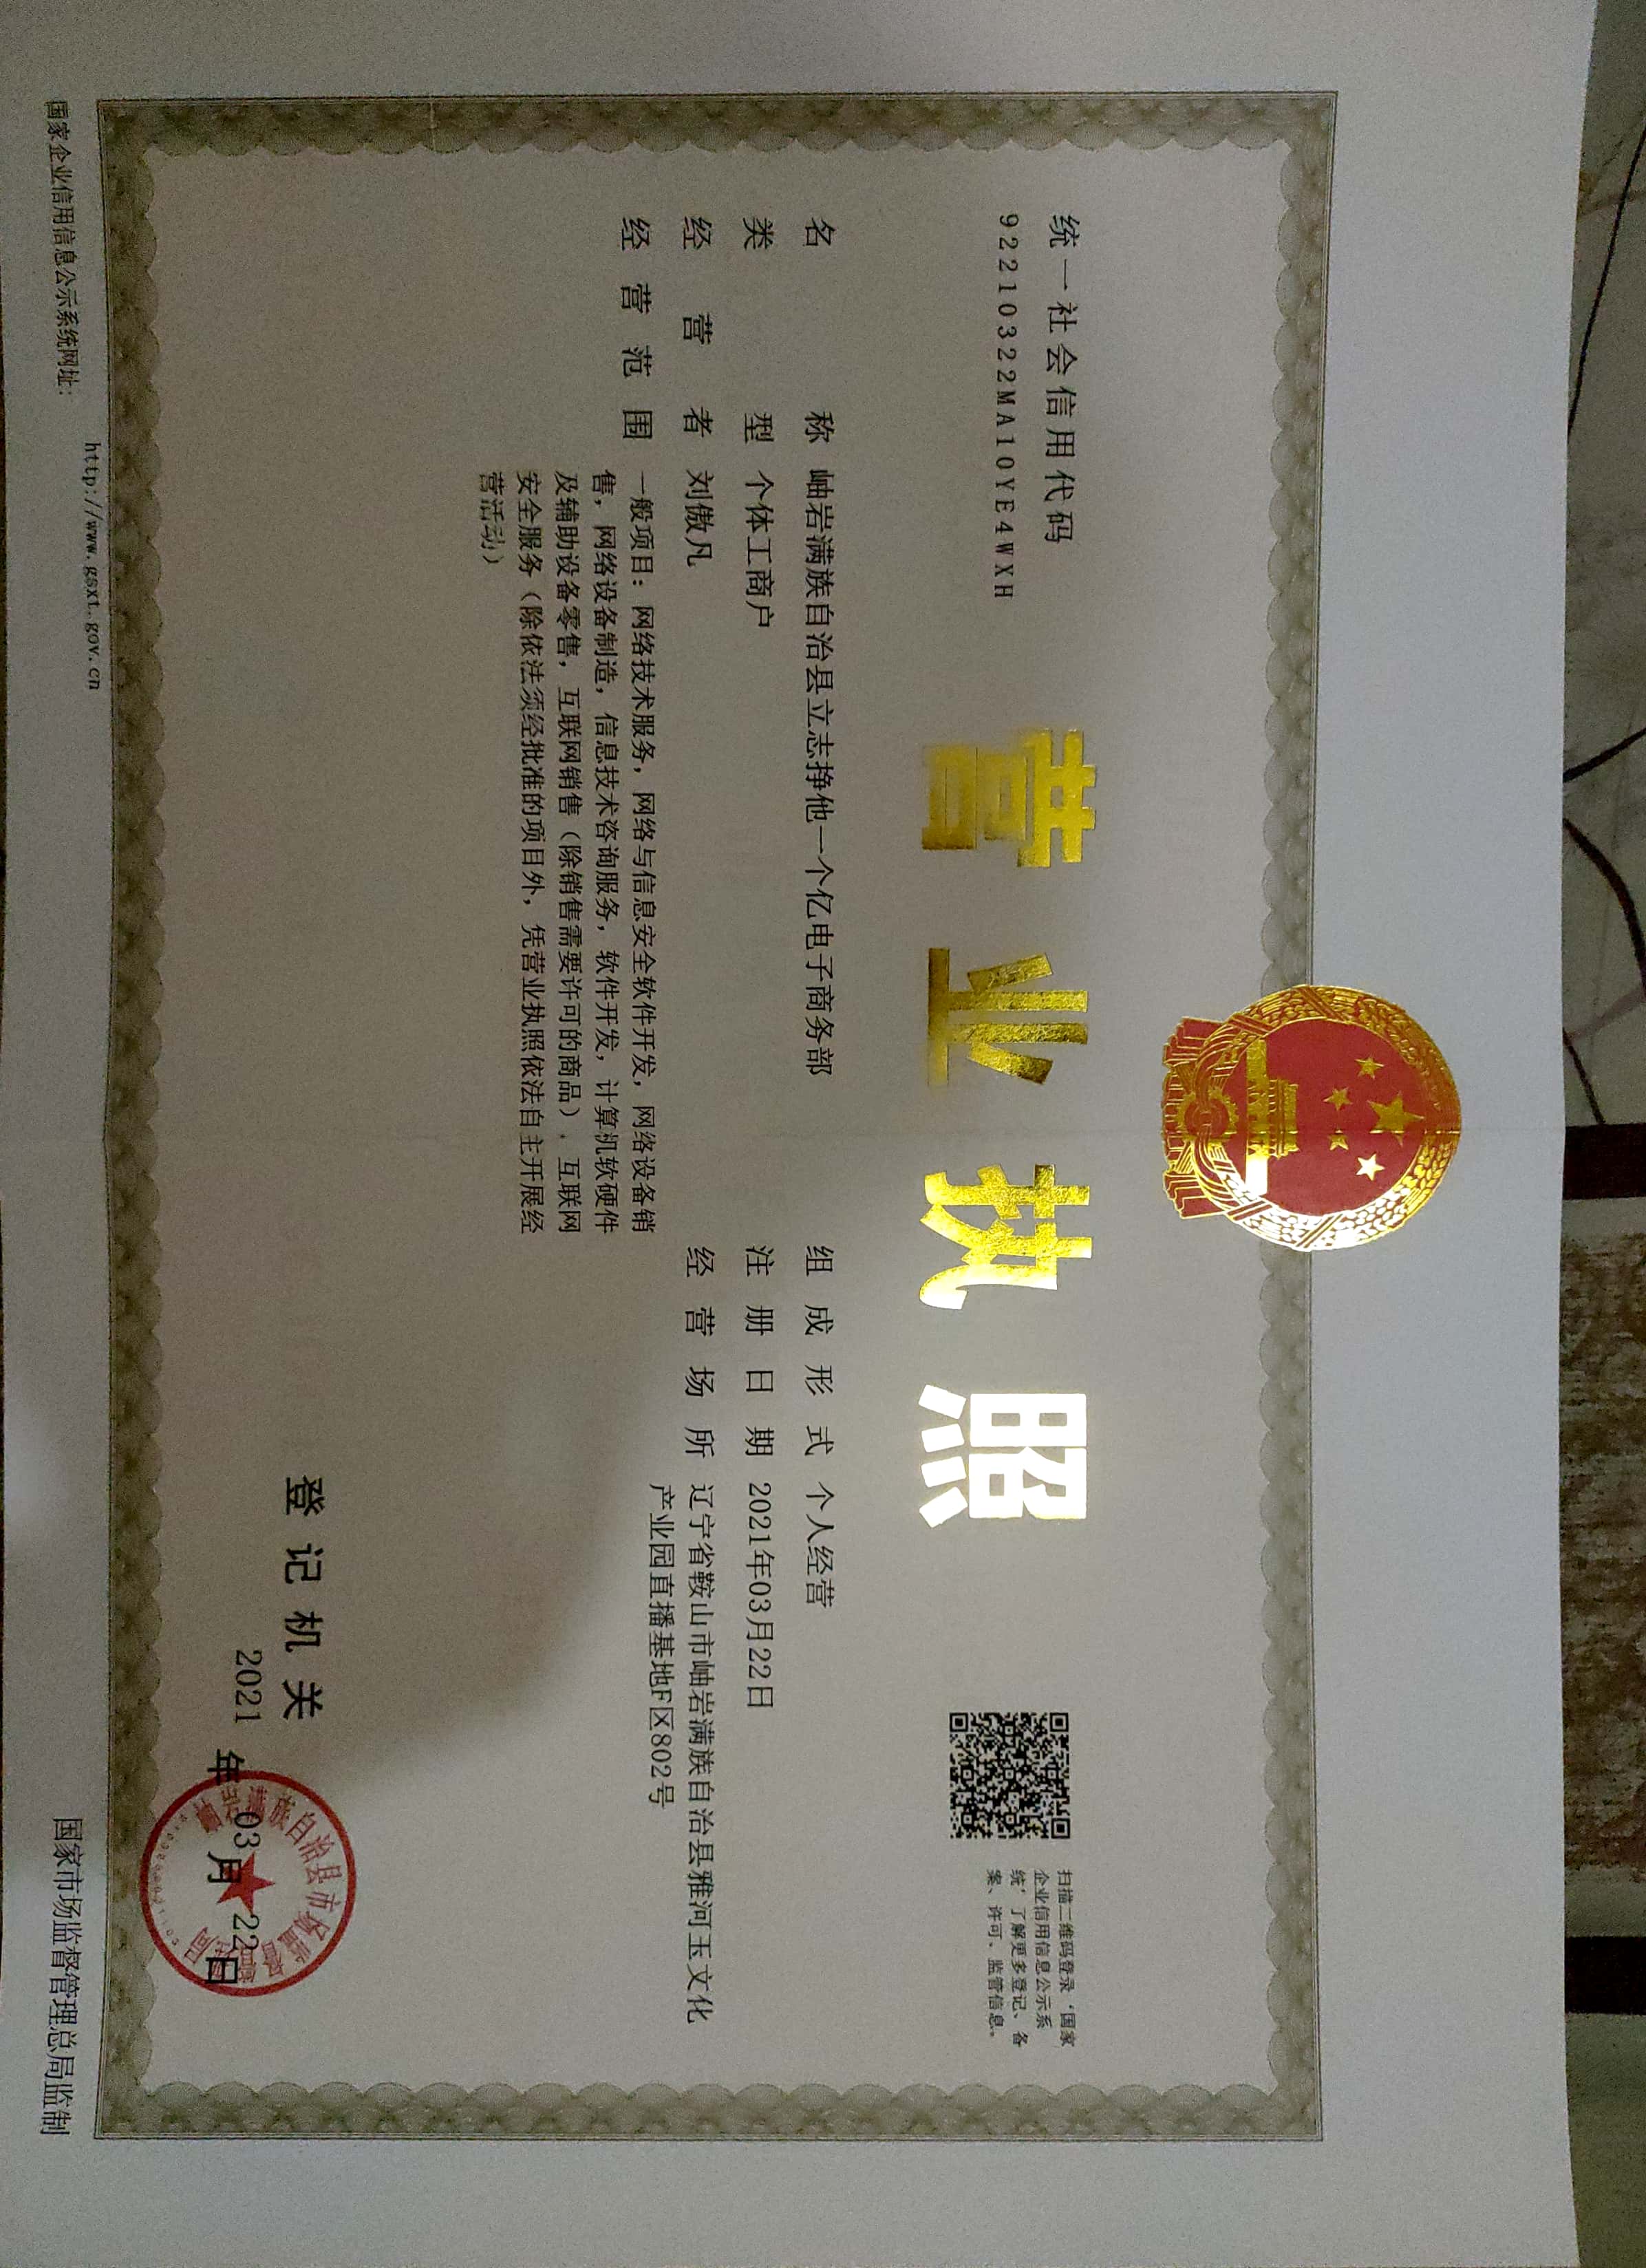 营业执照
统一社会信用代码
92210322MA10YE4WXH
扫描二维码登录‘国家
企业信用信息公示系
统’了解更多登记、备
案、许可、监管信息。
名称 岫岩满族自治县立志挣他一个亿电子商务部
类型 个体工商户
经营者 刘傲凡
经营范围 一般项目：网络技术服务，网络与信息安全软件开发，网络设备销
售，网络设备制造，信息技术咨询服务，软件开发，计算机软硬件
及辅助设备零售，互联网销售（除销售需要许可的商品），互联网
安全服务（除依法须经批准的项目外，凭营业执照依法自主开展经
营活动）
组成形式 个人经营
注册日期 2021年03月22日
经营场所 辽宁省鞍山市岫岩满族自治县雅河玉文化
产业园直播基地F区802号
登记机关
岫岩满族自治县市场监督管理局
2021年03月22日
http://www.gsxt.gov.cn
国家企业信用信息公示系统网址：
国家市场监督管理总局监制